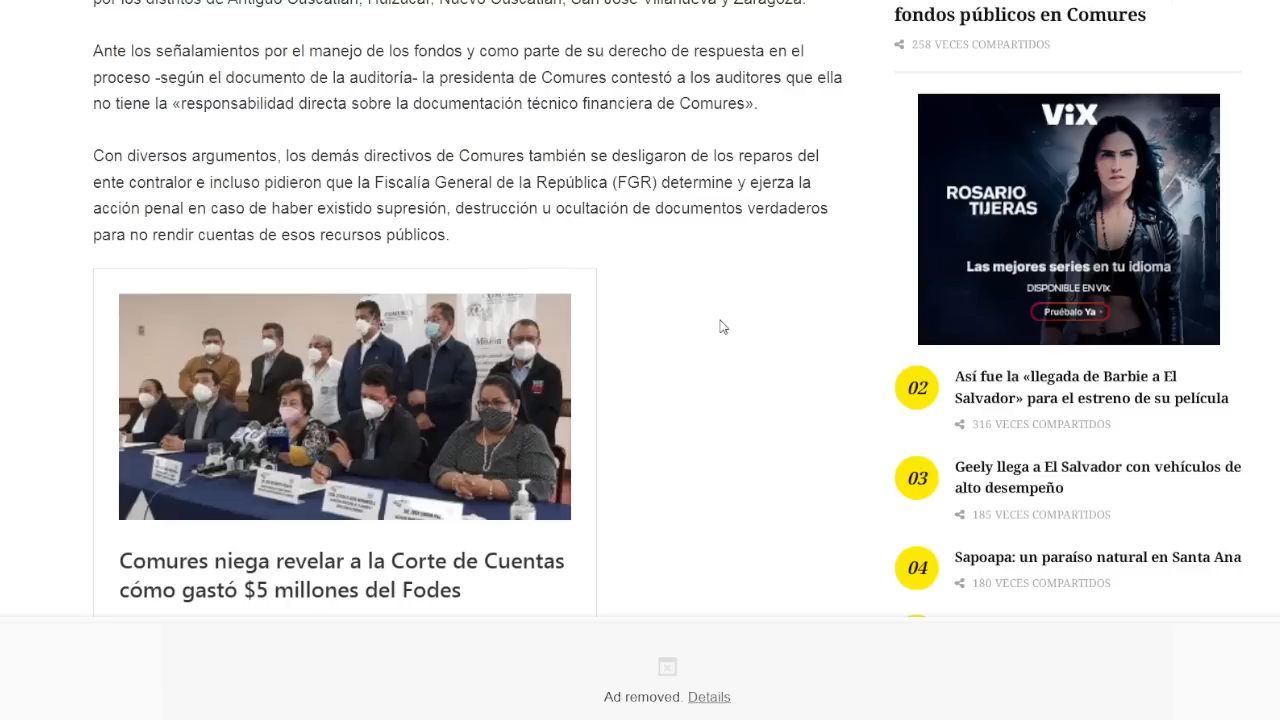 por los distritos de Antiguo Cuscatlán, Huizúcar, Nuevo Cuscatlán, San José Villanueva y Zaragoza.
Ante los señalamientos por el manejo de los fondos y como parte de su derecho de respuesta en el
proceso -según el documento de la auditoría- la presidenta de Comures contestó a los auditores que ella
no tiene la «responsabilidad directa sobre la documentación técnico financiera de Comures».
Con diversos argumentos, los demás directivos de Comures también se desligaron de los reparos del
ente contralor e incluso pidieron que la Fiscalía General de la República (FGR) determine y ejerza la
acción penal en caso de haber existido supresión, destrucción u ocultación de documentos verdaderos
para no rendir cuentas de esos recursos públicos.
Comures niega revelar a la Corte de Cuentas
cómo gastó $5 millones del Fodes
fondos públicos en Comures
258 VECES COMPARTIDOS
ViX
ROSARIO
TIJERAS
Las mejores series en tu idioma
DISPONIBLE EN VIX
Pruébalo Ya
02
Así fue la «llegada de Barbie a El
Salvador» para el estreno de su película
316 VECES COMPARTIDOS
03
Geely llega a El Salvador con vehículos de
alto desempeño
185 VECES COMPARTIDOS
04
Sapoapa: un paraíso natural en Santa Ana
180 VECES COMPARTIDOS
Ad removed. Details